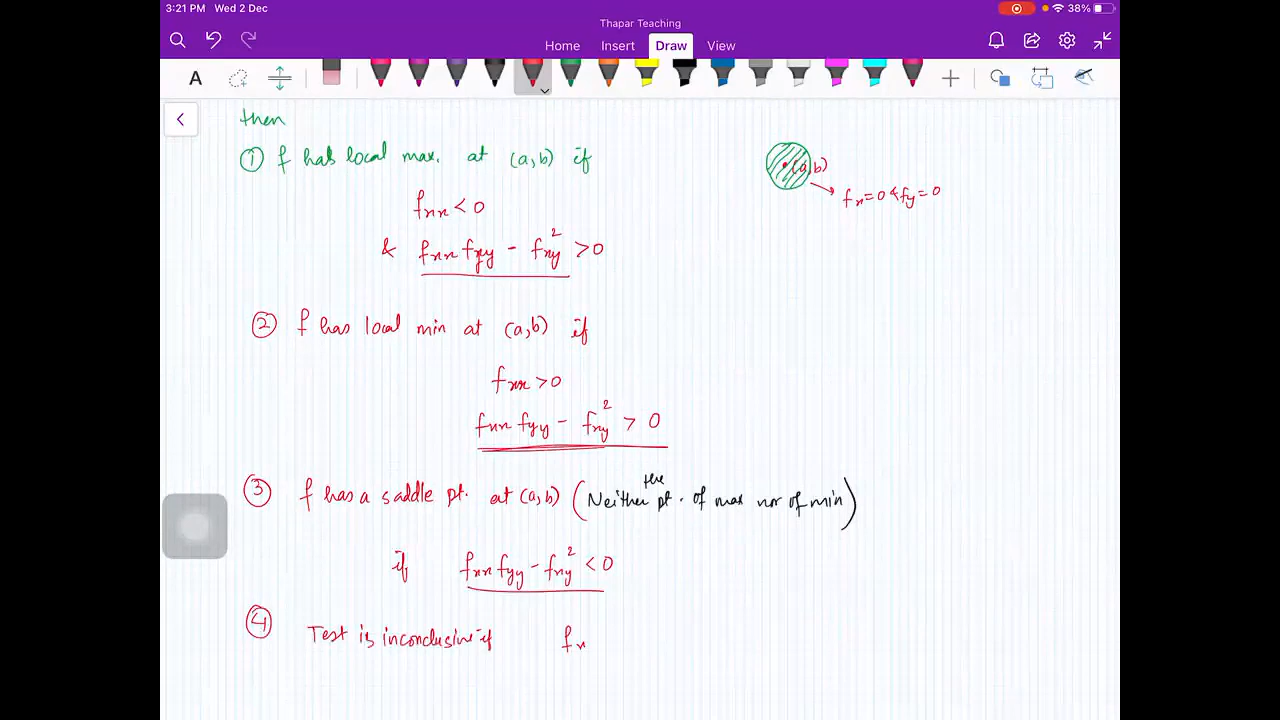 3:21 PM Wed 2 Dec
38%
Thapar Teaching
Home Insert Draw View
A
then
① f has local max. at (a,b) if
(a,b)
fxx < 0
fx=0 & fy=0
& fxx fyy - fxy² >0
② f has local min at (a,b) if
fxx >0
fxx fyy - fxy² > 0
③ f has a saddle pt. at (a,b) (Neither the pt. of max nor of min)
if fxx fyy - fxy² < 0
④ Test is inconclusive if fx